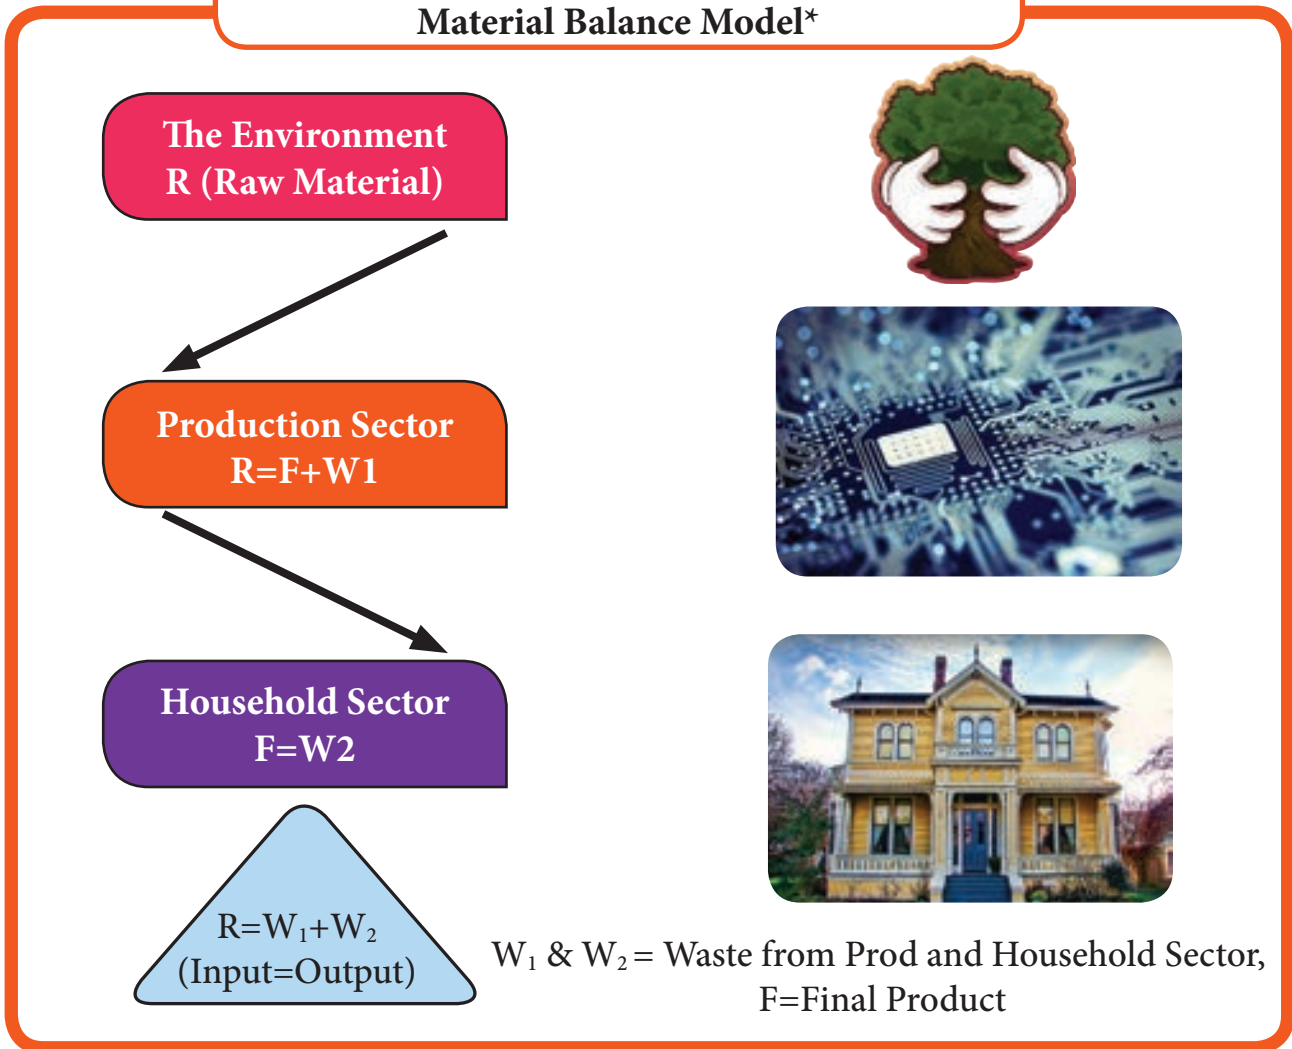 Material Balance Model*
The Environment
R (Raw Material)
Production Sector
R=F+W1
Household Sector
F=W2
R=W₁+W₂
(Input=Output)
W₁ & W₂ = Waste from Prod and Household Sector,
F=Final Product